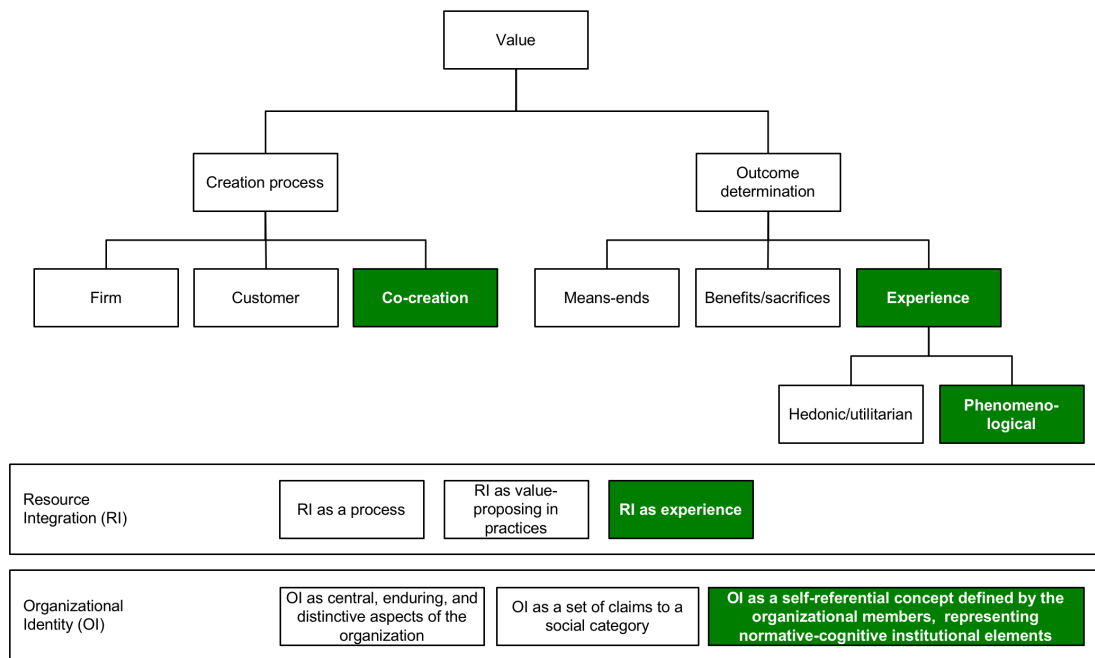 Value
Creation process
Outcome
determination
Firm
Customer
Co-creation
Means-ends
Benefits/sacrifices
Experience
Hedonic/utilitarian
Phenomeno-
logical
Resource
Integration (RI)
RI as a process
RI as value-
proposing in
practices
RI as experience
Organizational
Identity (OI)
OI as central, enduring, and
distinctive aspects of the
organization
OI as a set of claims to a
social category
OI as a self-referential concept defined by the
organizational members, representing
normative-cognitive institutional elements